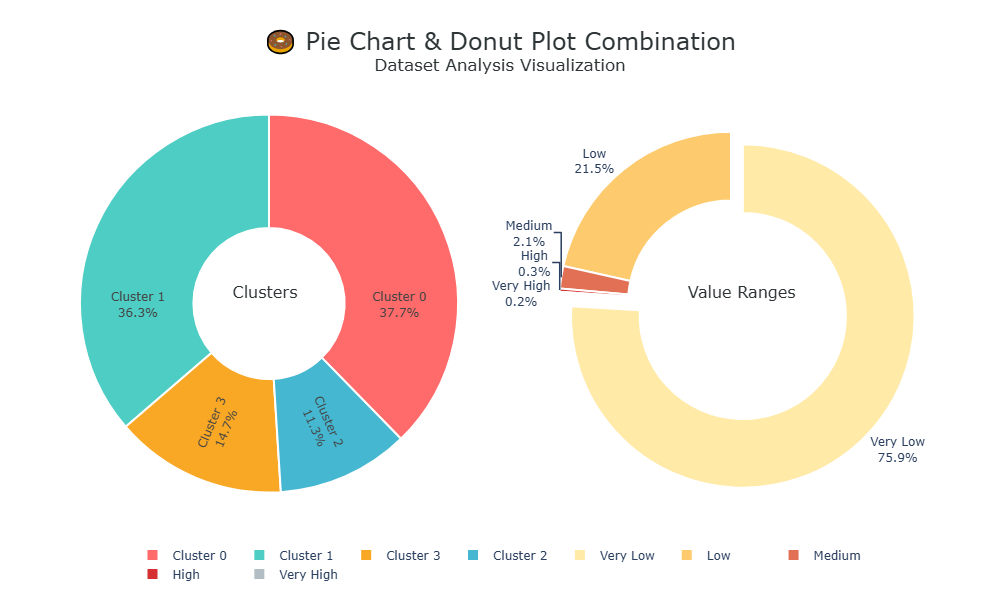 🍩 Pie Chart & Donut Plot Combination
Dataset Analysis Visualization
Cluster 0
37.7%
Cluster 1
36.3%
Cluster 3
14.7%
Cluster 2
11.3%
Clusters
Low
21.5%
Medium
2.1%
High
0.3%
Very High
0.2%
Value Ranges
Very Low
75.9%
Cluster 0 Cluster 1 Cluster 3 Cluster 2 Very Low Low Medium
High Very High